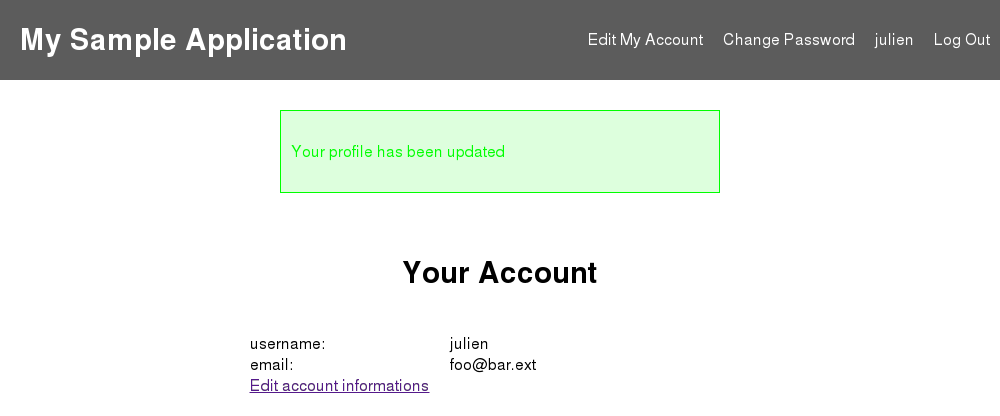 My Sample Application
Edit My Account Change Password julien Log Out
Your profile has been updated
Your Account
username: julien
email: foo@bar.ext
Edit account informations